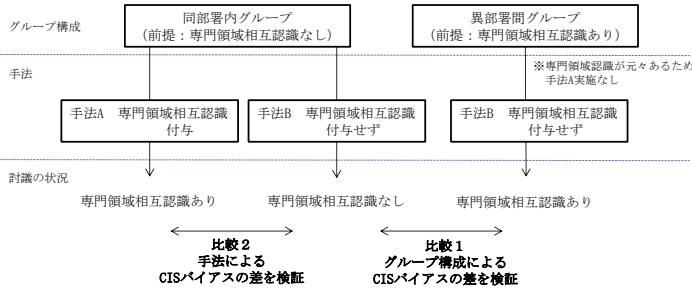 グループ構成
同部署内グループ
（前提：専門領域相互認識なし）
異部署間グループ
（前提：専門領域相互認識あり）
手法
※専門領域認識が元々あるため
手法A実施なし
手法A　専門領域相互認識
付与
手法B　専門領域相互認識
付与せず
手法B　専門領域相互認識
付与せず
討議の状況
専門領域相互認識あり
専門領域相互認識なし
専門領域相互認識あり
比較２
手法による
CISバイアスの差を検証
比較１
グループ構成による
CISバイアスの差を検証